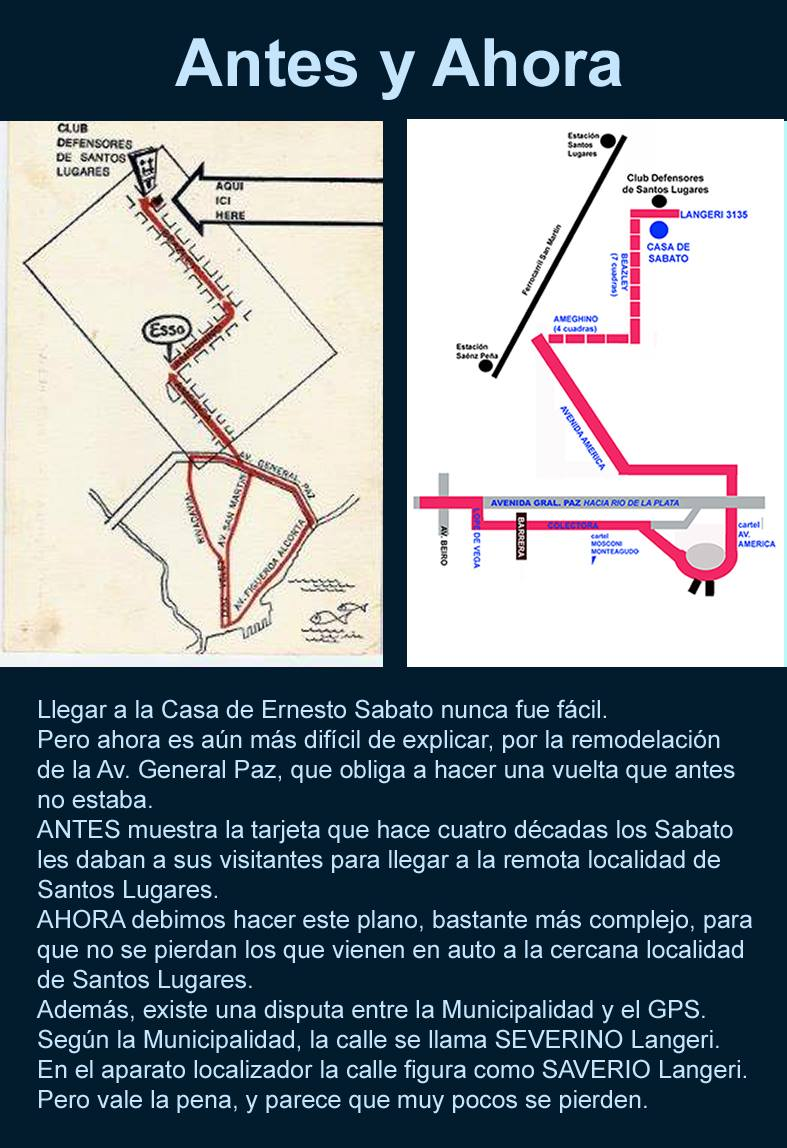 Antes y Ahora
CLUB
DEFENSORES
DE SANTOS
LUGARES
AQUI
ICI
HERE
Esso
AV. GENERAL PAZ
RIVADAVIA
AV. SAN MARTIN
AV. FIGUEROA ALCORTA
Estación
Santos
Lugares
Club Defensores
de Santos Lugares
LANGERI 3135
CASA DE
SABATO
Ferrocarril San Martin
BEAZLEY
(7 cuadras)
AMEGHINO
(4 cuadras)
Estación
Saénz Peña
AVENIDA AMERICA
AVENIDA GRAL. PAZ HACIA RIO DE LA PLATA
AV. BEIRO
LOPE DE VEGA
BARRERA
COLECTORA
cartel
MOSCONI
MONTEAGUDO
cartel
AV.
AMERICA
Llegar a la Casa de Ernesto Sabato nunca fue fácil.
Pero ahora es aún más difícil de explicar, por la remodelación
de la Av. General Paz, que obliga a hacer una vuelta que antes
no estaba.
ANTES muestra la tarjeta que hace cuatro décadas los Sabato
les daban a sus visitantes para llegar a la remota localidad de
Santos Lugares.
AHORA debimos hacer este plano, bastante más complejo, para
que no se pierdan los que vienen en auto a la cercana localidad
de Santos Lugares.
Además, existe una disputa entre la Municipalidad y el GPS.
Según la Municipalidad, la calle se llama SEVERINO Langeri.
En el aparato localizador la calle figura como SAVERIO Langeri.
Pero vale la pena, y parece que muy pocos se pierden.